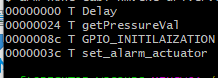 00000000 T Delay
00000024 T getPressureVal
0000008c T GPIO_INITILAIZATION
0000003c T set_alarm_actuator